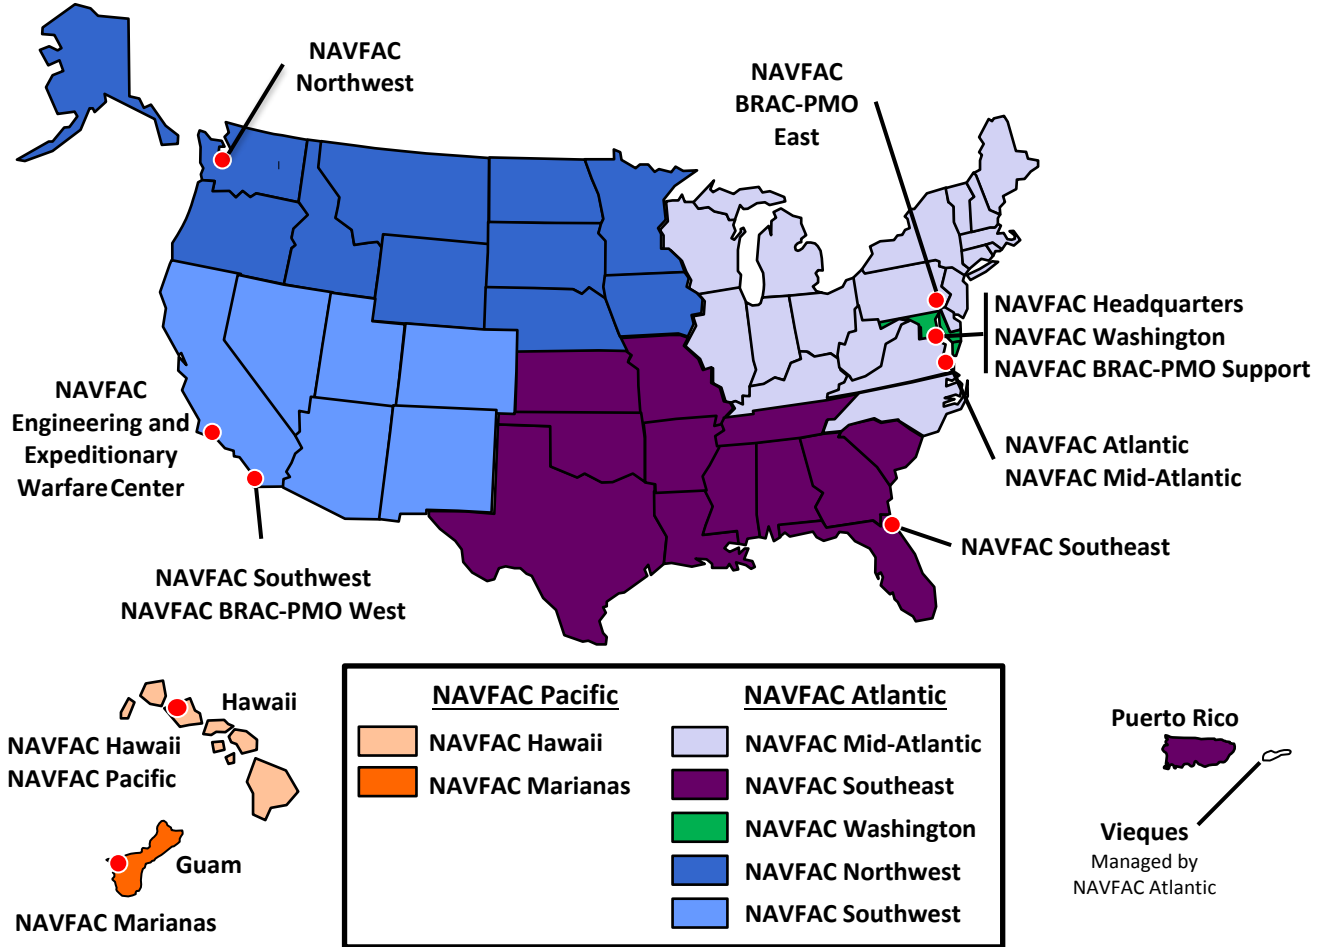 NAVFAC
Northwest
NAVFAC
BRAC-PMO
East
NAVFAC Headquarters
NAVFAC Washington
NAVFAC BRAC-PMO Support
NAVFAC
Engineering and
Expeditionary
Warfare Center
NAVFAC Atlantic
NAVFAC Mid-Atlantic
NAVFAC Southeast
NAVFAC Southwest
NAVFAC BRAC-PMO West
Hawaii
NAVFAC Hawaii
NAVFAC Pacific
Guam
NAVFAC Marianas
NAVFAC Pacific
NAVFAC Hawaii
NAVFAC Marianas
NAVFAC Atlantic
NAVFAC Mid-Atlantic
NAVFAC Southeast
NAVFAC Washington
NAVFAC Northwest
NAVFAC Southwest
Puerto Rico
Vieques
Managed by
NAVFAC Atlantic